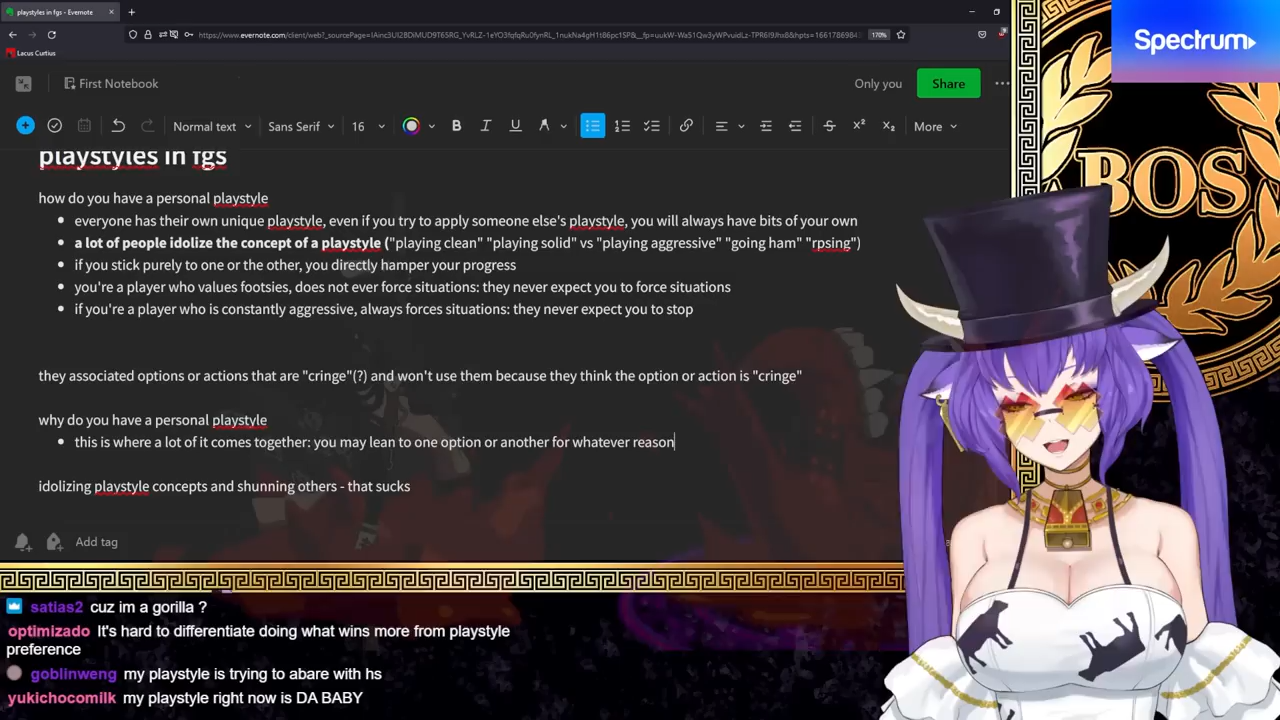 playstyles in fgs - Evernote
https://www.evernote.com/client/web?_sourcePage=
170%
Lacus Curtius
Spectrum
First Notebook
Only you
Share
Normal text
Sans Serif
16
B
I
U
A
x²
X₂
More
BOS
playstyles in fgs
how do you have a personal playstyle
everyone has their own unique playstyle, even if you try to apply someone else's playstyle, you will always have bits of your own
a lot of people idolize the concept of a playstyle ("playing clean" "playing solid" vs "playing aggressive" "going ham" "rpsing")
if you stick purely to one or the other, you directly hamper your progress
you're a player who values footsies, does not ever force situations: they never expect you to force situations
if you're a player who is constantly aggressive, always forces situations: they never expect you to stop
they associated options or actions that are "cringe"(?) and won't use them because they think the option or action is "cringe"
why do you have a personal playstyle
this is where a lot of it comes together: you may lean to one option or another for whatever reason
idolizing playstyle concepts and shunning others - that sucks
Add tag
satias2 cuz im a gorilla ?
optimizado It's hard to differentiate doing what wins more from playstyle
preference
goblinweng my playstyle is trying to abare with hs
yukichocomilk my playstyle right now is DA BABY